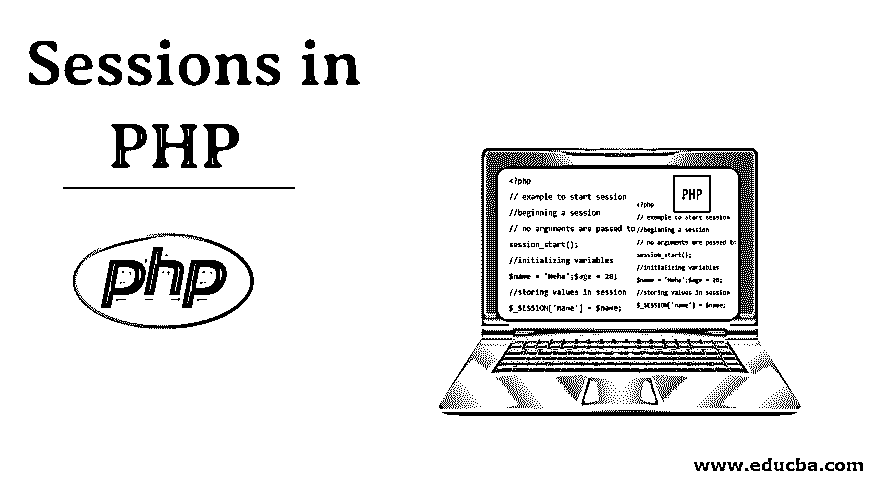 Sessions in
PHP
php
<?php
// example to start session
//beginning a session
// no arguments are passed to
session_start();
//initializing variables
$name = 'Neha';$age = 20;
//storing values in session
$_SESSION['Name'] = $name;
PHP
<?php
// example to start session
//beginning a session
// no arguments are passed to
session_start();
//initializing variables
$name = 'Neha';$age = 20;
//storing values in session
$_SESSION['Name'] = $name;
www.educba.com